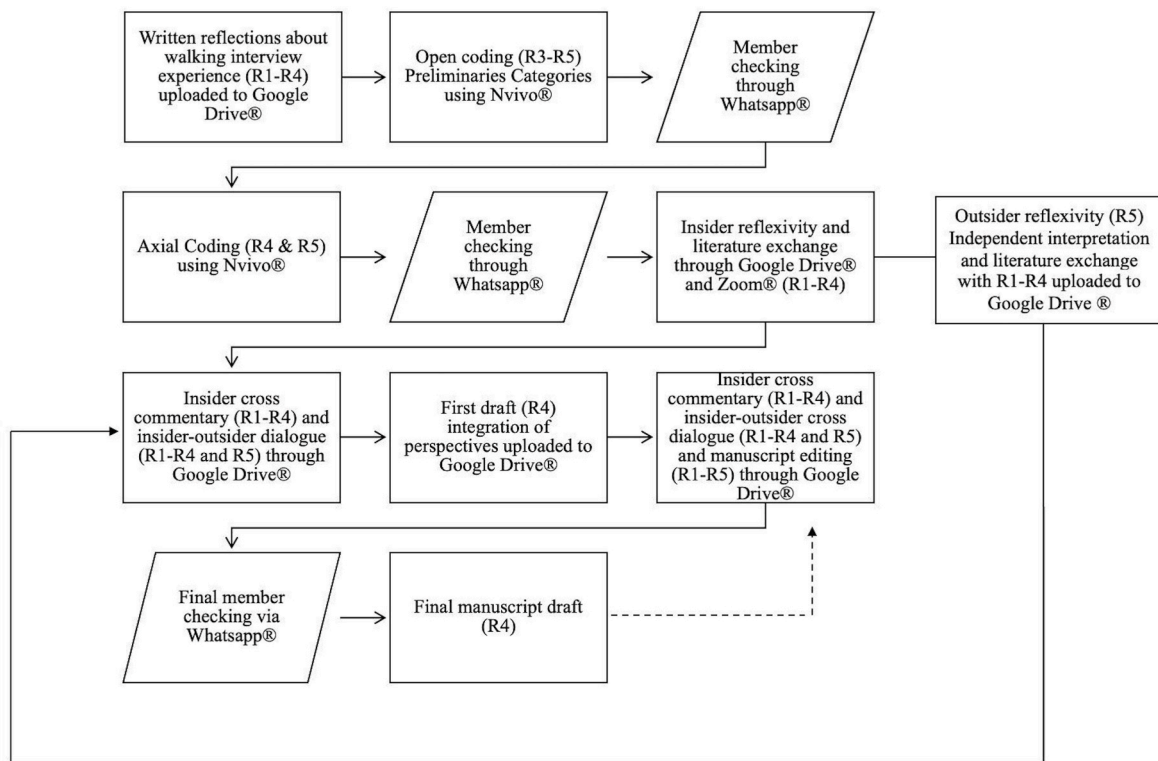 Written reflections about
walking interview
experience (R1-R4)
uploaded to Google
Drive®
Open coding (R3-R5)
Preliminaries Categories
using Nvivo®
Member
checking
through
Whatsapp®
Axial Coding (R4 & R5)
using Nvivo®
Member
checking
through
Whatsapp®
Insider reflexivity and
literature exchange
through Google Drive®
and Zoom® (R1-R4)
Outsider reflexivity (R5)
Independent interpretation
and literature exchange
with R1-R4 uploaded to
Google Drive ®
Insider cross
commentary (R1-R4) and
insider-outsider dialogue
(R1-R4 and R5) through
Google Drive®
First draft (R4)
integration of
perspectives uploaded to
Google Drive®
Insider cross
commentary (R1-R4) and
insider-outsider cross
dialogue (R1-R4 and R5)
and manuscript editing
(R1-R5) through Google
Drive®
Final member
checking via
Whatsapp®
Final manuscript draft
(R4)